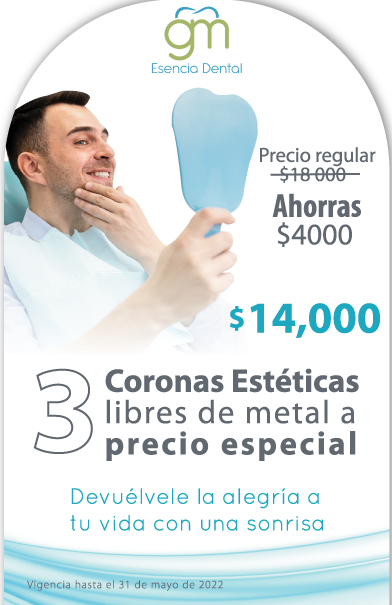 gm
Esencia Dental
Precio regular
$18 000
Ahorras
$4000
$14,000
3 Coronas Estéticas
libres de metal a
precio especial
Devuélvele la alegría a
tu vida con una sonrisa
Vigencia hasta el 31 de mayo de 2022